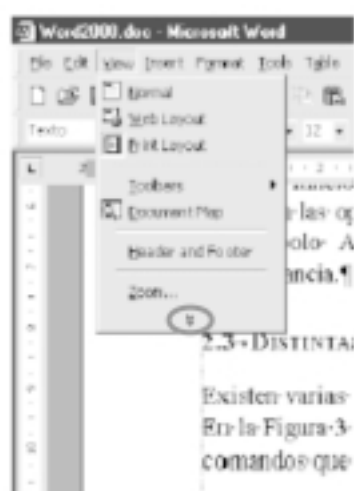 Word2000.doc - Microsoft Word
File Edit View Insert Format Tools Table
Normal
Web Layout
Print Layout
Toolbars
Document Map
Header and Footer
Zoom...
Texto
12
las
ancia.¶
2.3 - DISTINTA
Existen varias
En la Figura 3
comandos que